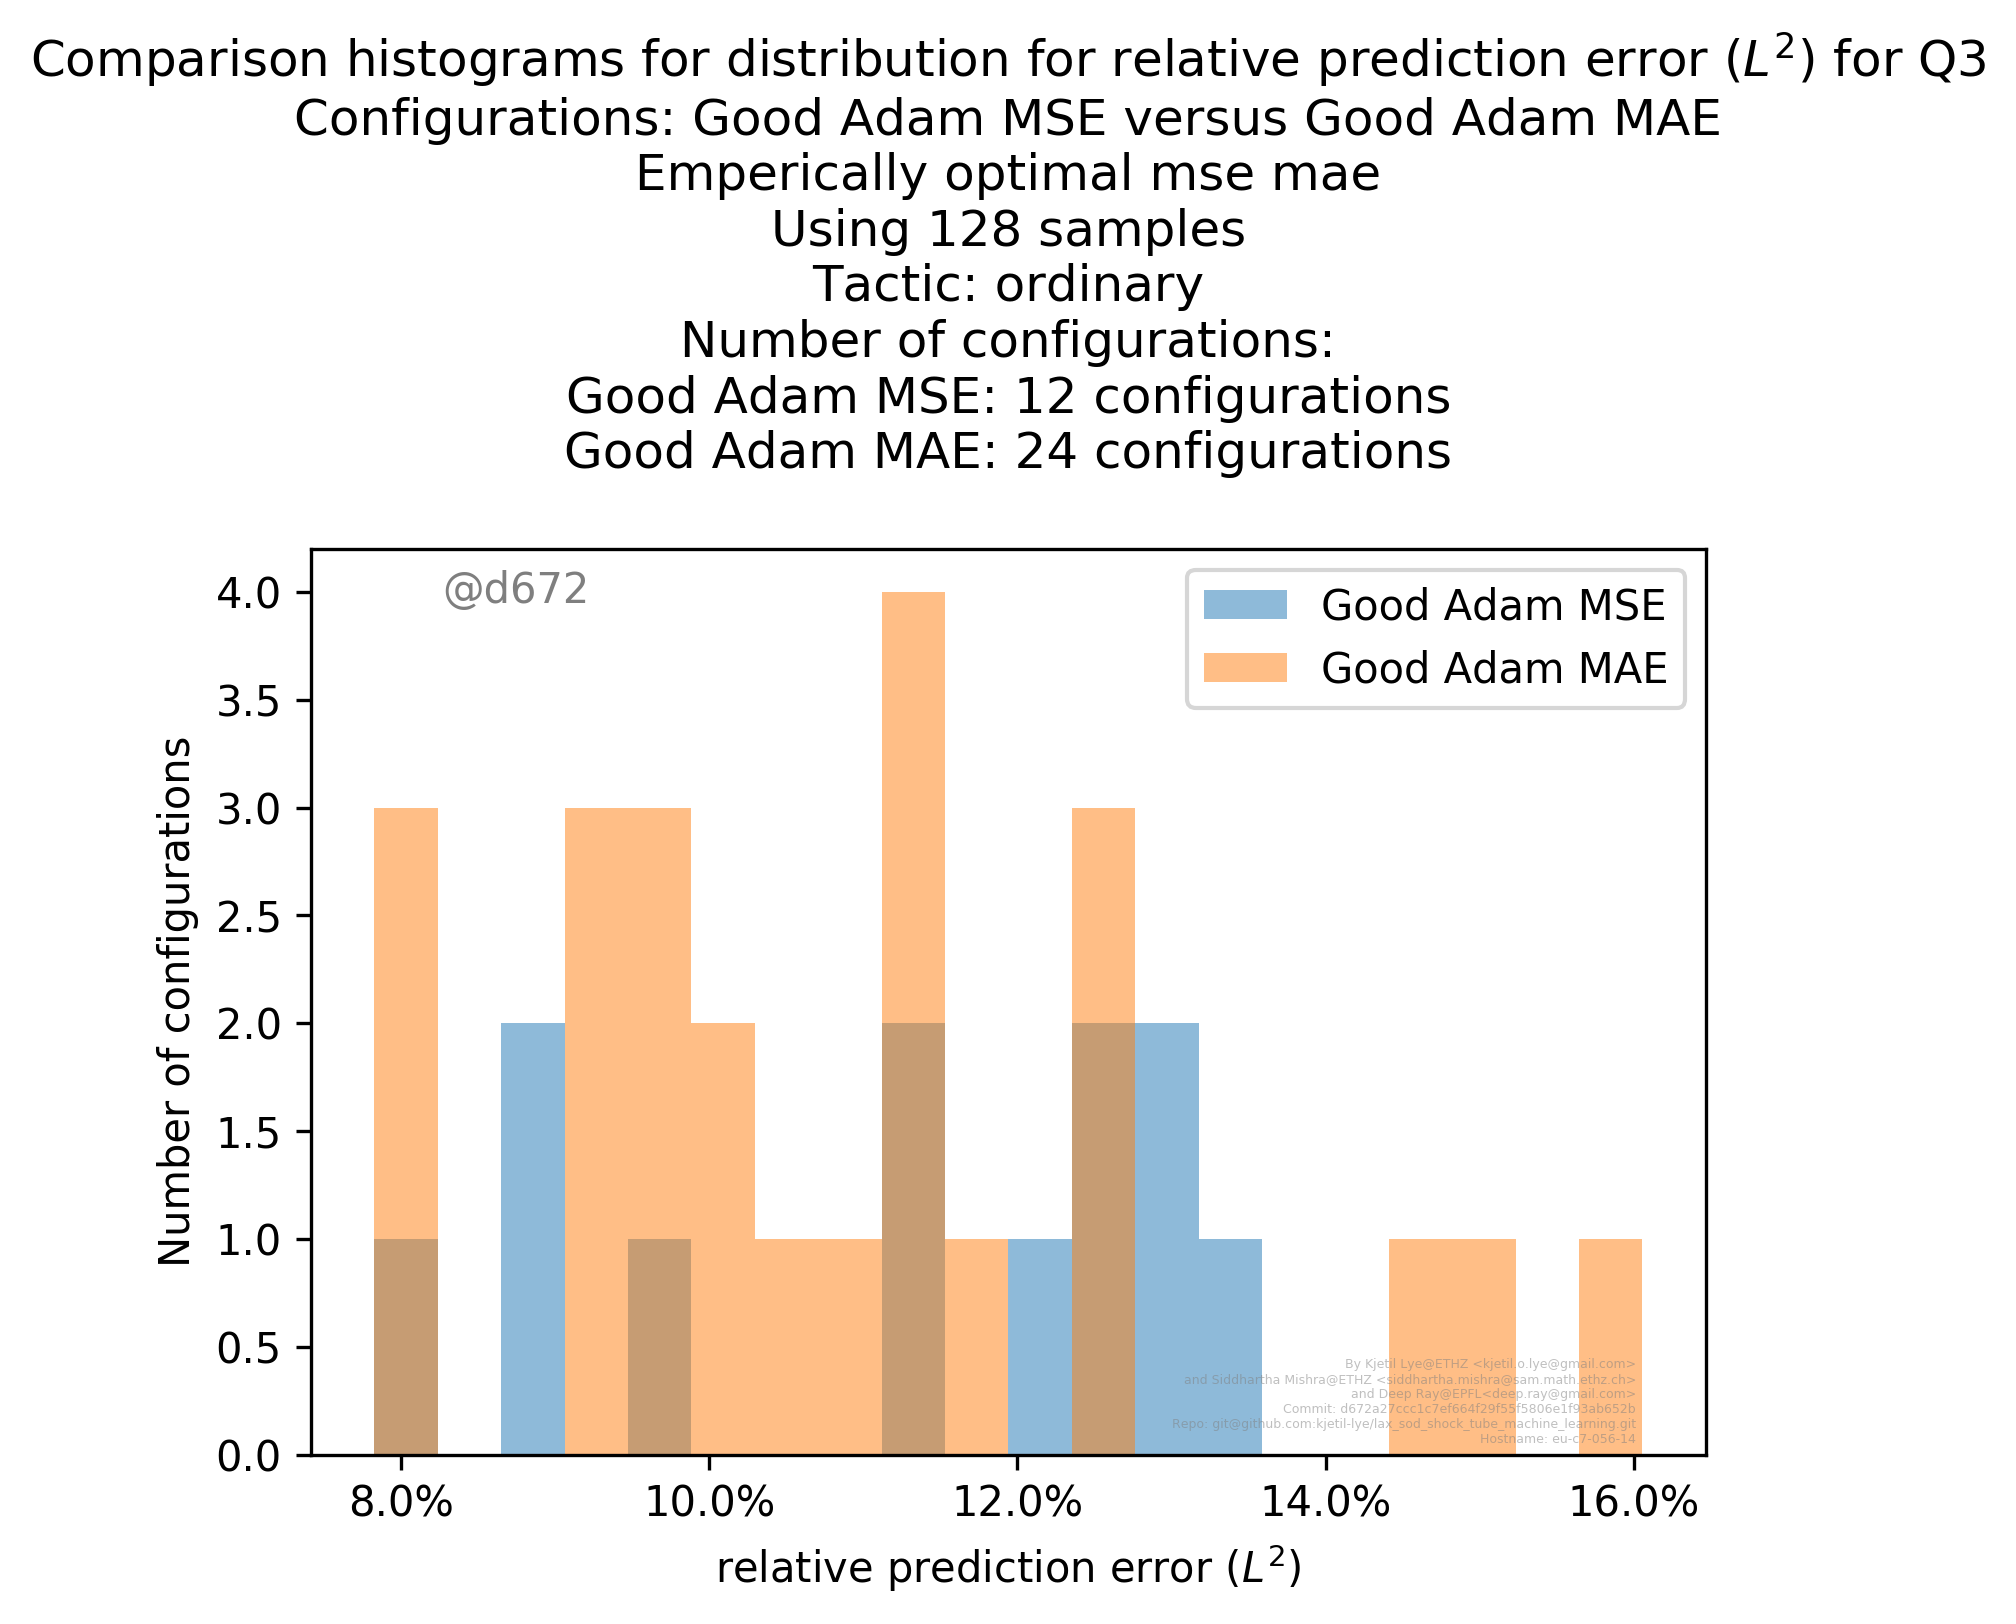 Comparison histograms for distribution for relative prediction error (L²) for Q3
Configurations: Good Adam MSE versus Good Adam MAE
Emperically optimal mse mae
Using 128 samples
Tactic: ordinary
Number of configurations:
Good Adam MSE: 12 configurations
Good Adam MAE: 24 configurations
@d672
Good Adam MSE
Good Adam MAE
Number of configurations
4.0
3.5
3.0
2.5
2.0
1.5
1.0
0.5
0.0
By Kjetil Lye@ETHZ <kjetil.o.lye@gmail.com>
and Siddhartha Mishra@ETHZ <siddhartha.mishra@sam.math.ethz.ch>
and Deep Ray@EPFL<deep.ray@gmail.com>
Commit: d672a27ccc1c7ef664f29f55f5806e1f93ab652b
Repo: git@github.com:kjetil-lye/lax_sod_shock_tube_machine_learning.git
Hostname: eu-c7-056-14
8.0% 10.0% 12.0% 14.0% 16.0%
relative prediction error (L²)